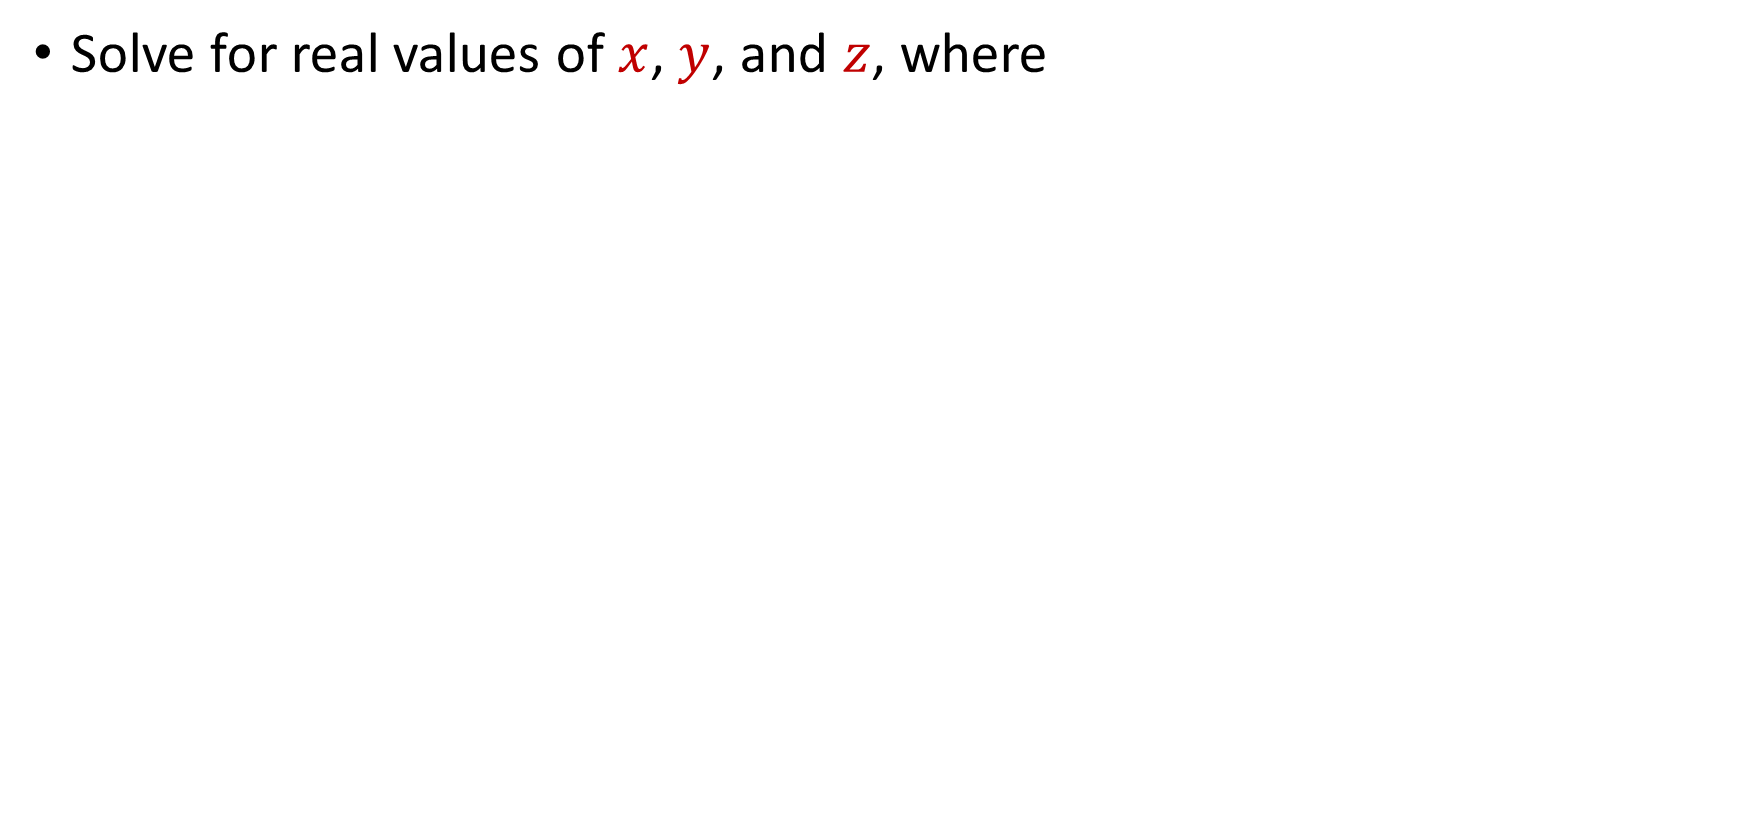 • Solve for real values of x, y, and z, where